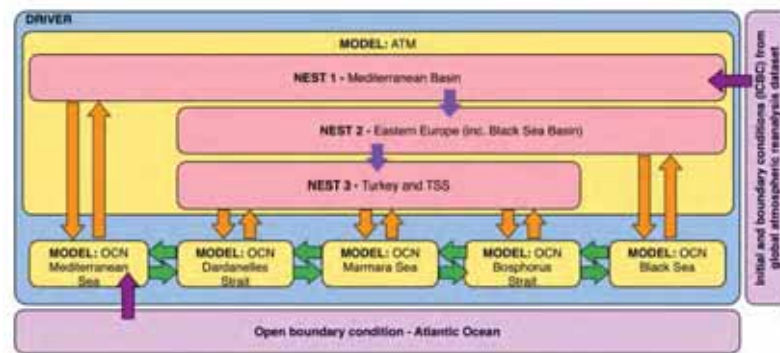 DRIVER
MODEL: ATM
NEST 1 - Mediterranean Basin
NEST 2 - Eastern Europe (inc. Black Sea Basin)
NEST 3 - Turkey and TSS
MODEL: OCN
Mediterranean
Sea
MODEL: OCN
Dardanelles
Strait
MODEL: OCN
Marmara Sea
MODEL: OCN
Bosphorus
Strait
MODEL: OCN
Black Sea
Open boundary condition - Atlantic Ocean
Initial and boundary conditions (ICBC) from
global atmospheric reanalysis dataset